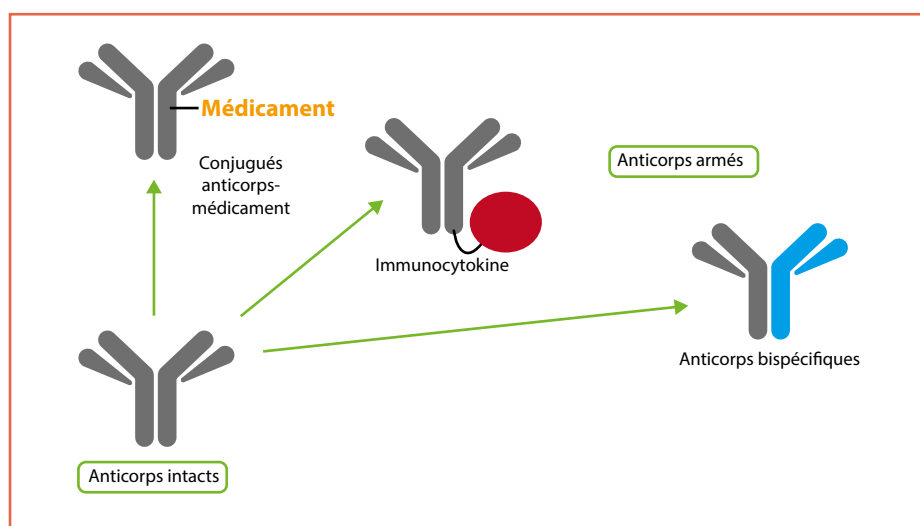 Médicament
Conjugués
anticorps-
médicament
Anticorps armés
Immunocytokine
Anticorps bispécifiques
Anticorps intacts